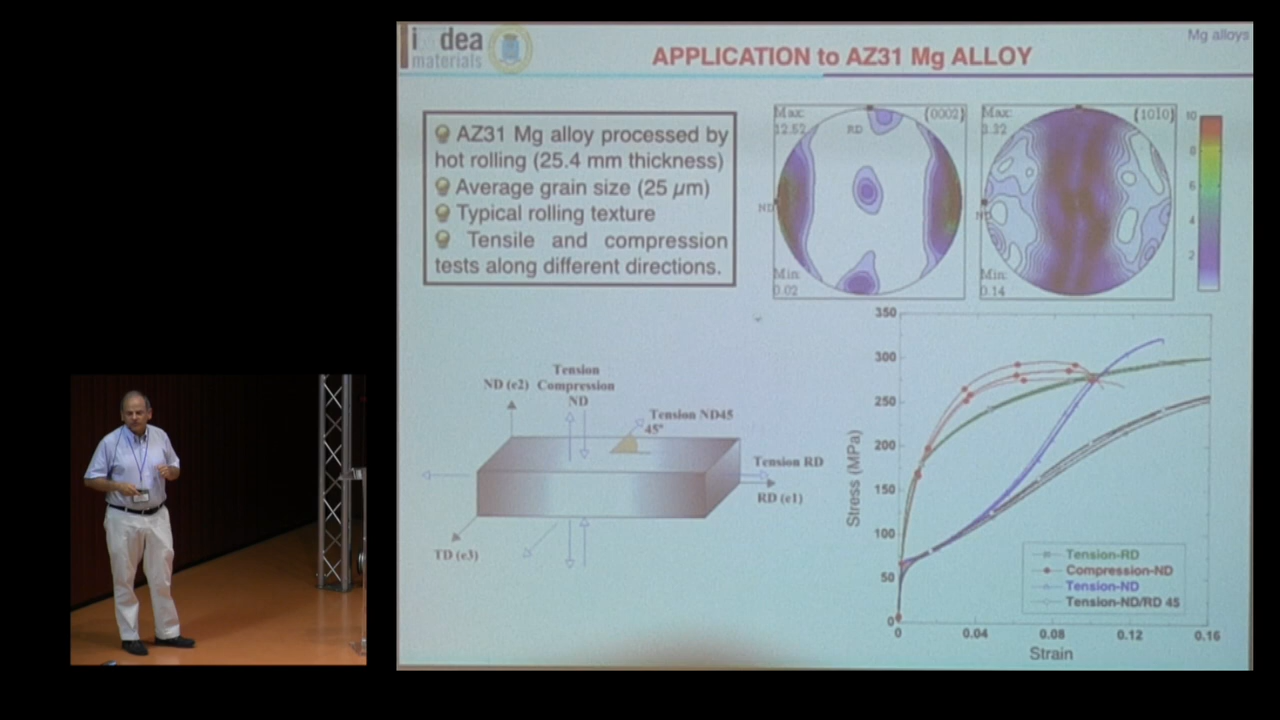 i dea
materials
Mg alloys
APPLICATION to AZ31 Mg ALLOY
AZ31 Mg alloy processed by
hot rolling (25.4 mm thickness)
Average grain size (25 µm)
Typical rolling texture
Tensile and compression
tests along different directions.
Max:
12.52
RD
{0002}
ND
Min:
0.02
Max:
3.32
{1010}
Min:
0.14
10
8
6
4
2
ND (e2)
Tension
Compression
ND
Tension ND45
45°
Tension RD
RD (e1)
TD (e3)
Stress (MPa)
350
300
250
200
150
100
50
0
0 0.04 0.08 0.12 0.16
Strain
Tension-RD
Compression-ND
Tension-ND
Tension-ND/RD 45